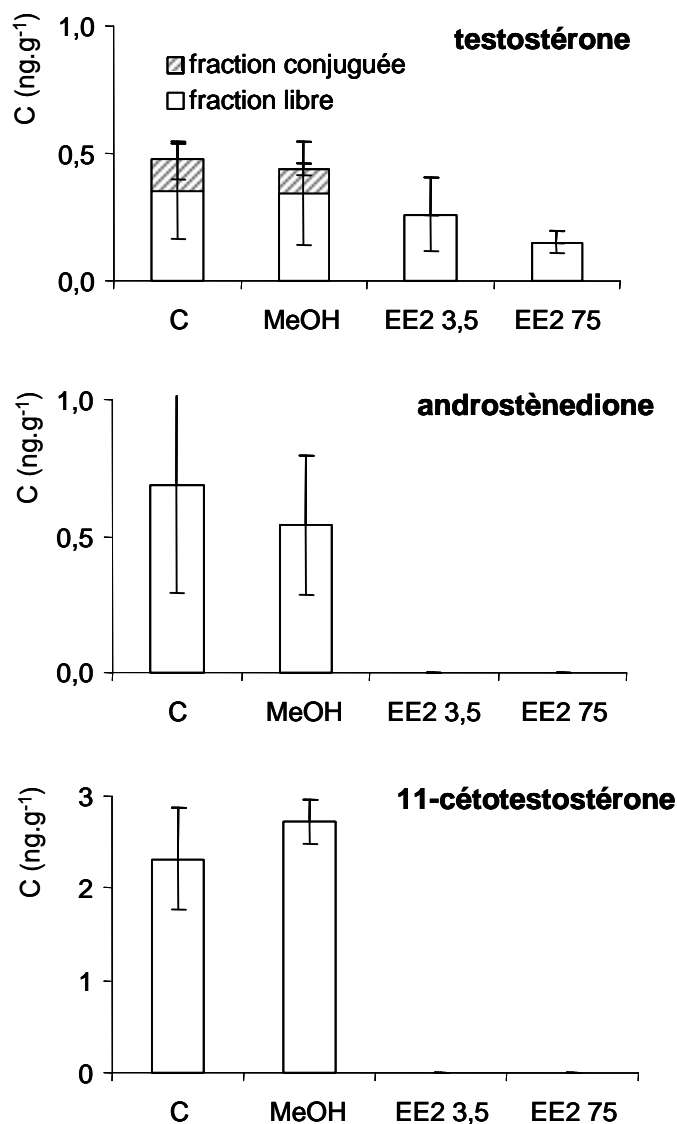 testostérone
C (ng.g-1)
1,0
0,5
0,0
fraction conjuguée
fraction libre
C MeOH EE2 3,5 EE2 75
androstènedione
C (ng.g-1)
1,0
0,5
0,0
C MeOH EE2 3,5 EE2 75
11-cétotestostérone
C (ng.g-1)
3
2
1
0
C MeOH EE2 3,5 EE2 75